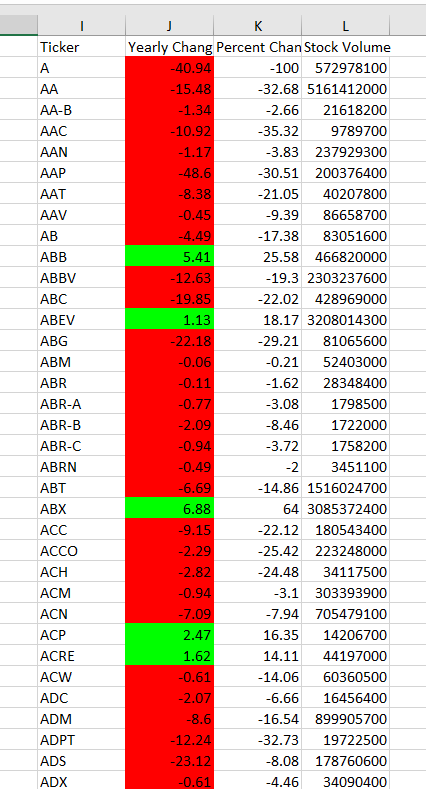 I J K L
Ticker Yearly Chang Percent Chan Stock Volume
A -40.94 -100 572978100
AA -15.48 -32.68 5161412000
AA-B -1.34 -2.66 21618200
AAC -10.92 -35.32 9789700
AAN -1.17 -3.83 237929300
AAP -48.6 -30.51 200376400
AAT -8.38 -21.05 40207800
AAV -0.45 -9.39 86658700
AB -4.49 -17.38 83051600
ABB 5.41 25.58 466820000
ABBV -12.63 -19.3 2303237600
ABC -19.85 -22.02 428969000
ABEV 1.13 18.17 3208014300
ABG -22.18 -29.21 81065600
ABM -0.06 -0.21 52403000
ABR -0.11 -1.62 28348400
ABR-A -0.77 -3.08 1798500
ABR-B -2.09 -8.46 1722000
ABR-C -0.94 -3.72 1758200
ABRN -0.49 -2 3451100
ABT -6.69 -14.86 1516024700
ABX 6.88 64 3085372400
ACC -9.15 -22.12 180543400
ACCO -2.29 -25.42 223248000
ACH -2.82 -24.48 34117500
ACM -0.94 -3.1 303393900
ACN -7.09 -7.94 705479100
ACP 2.47 16.35 14206700
ACRE 1.62 14.11 44197000
ACW -0.61 -14.06 60360500
ADC -2.07 -6.66 16456400
ADM -8.6 -16.54 899905700
ADPT -12.24 -32.73 19722500
ADS -23.12 -8.08 178760600
ADX -0.61 -4.46 34090400